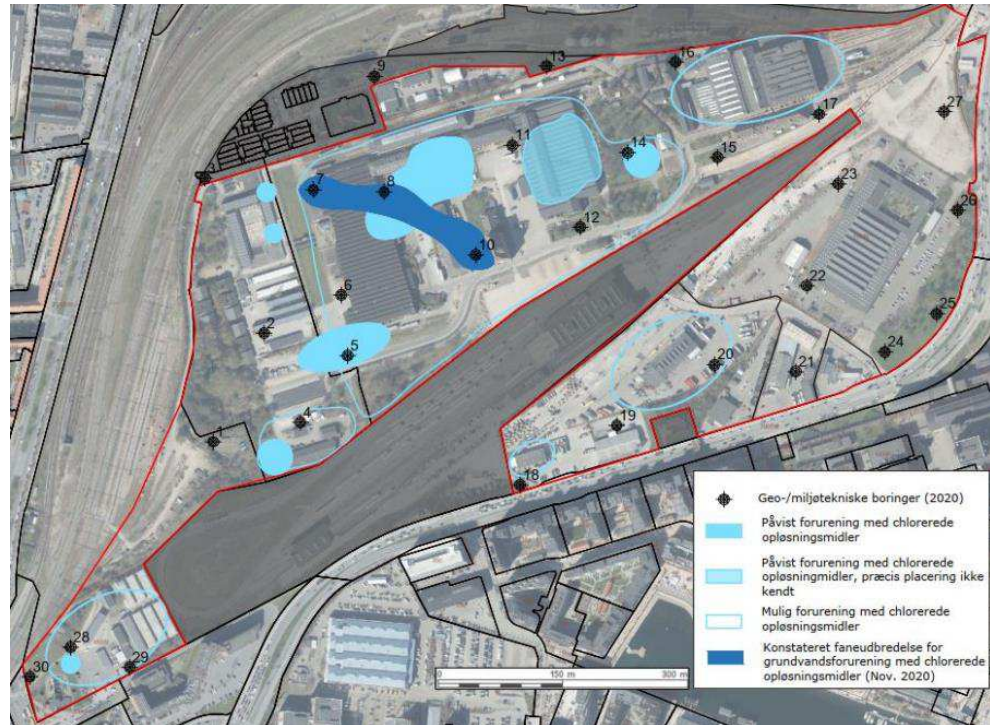 16
13
9
27
17
11
14
15
23
7
8
26
12
10
6
22
25
2
24
5
20
21
4
19
1
18
Geo-/miljøtekniske boringer (2020)
Påvist forurening med chlorerede
opløsningsmidler
Påvist forurening med chlorerede
opløsningmidler, præcis placering ikke
kendt
Mulig forurening med chlorerede
opløsningsmidler
Konstateret faneudbredelse for
grundvandsforurening med chlorerede
opløsningsmidler (Nov. 2020)
28
29
30
0 150 m 300 m